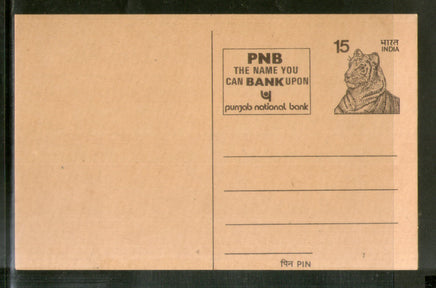 PNB
THE NAME YOU
CAN BANK UPON
punjab national bank
15 भारत
INDIA
पिन PIN